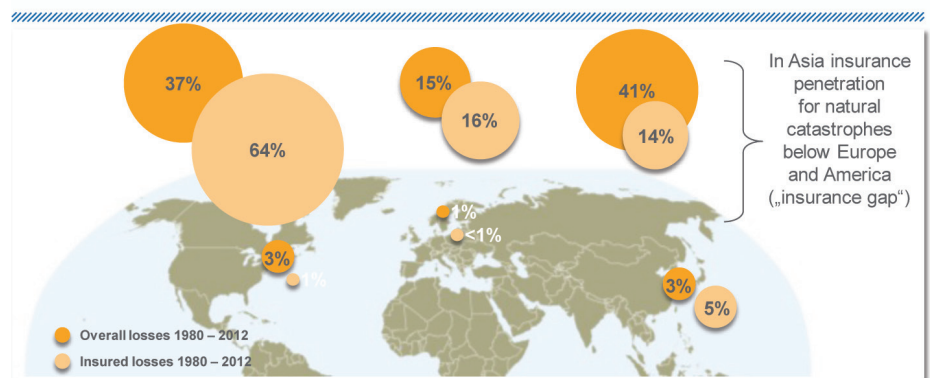 37%
64%
15%
16%
41%
14%
In Asia insurance
penetration
for natural
catastrophes
below Europe
and America
(„insurance gap“)
1%
<1%
3%
1%
3%
5%
Overall losses 1980 – 2012
Insured losses 1980 – 2012